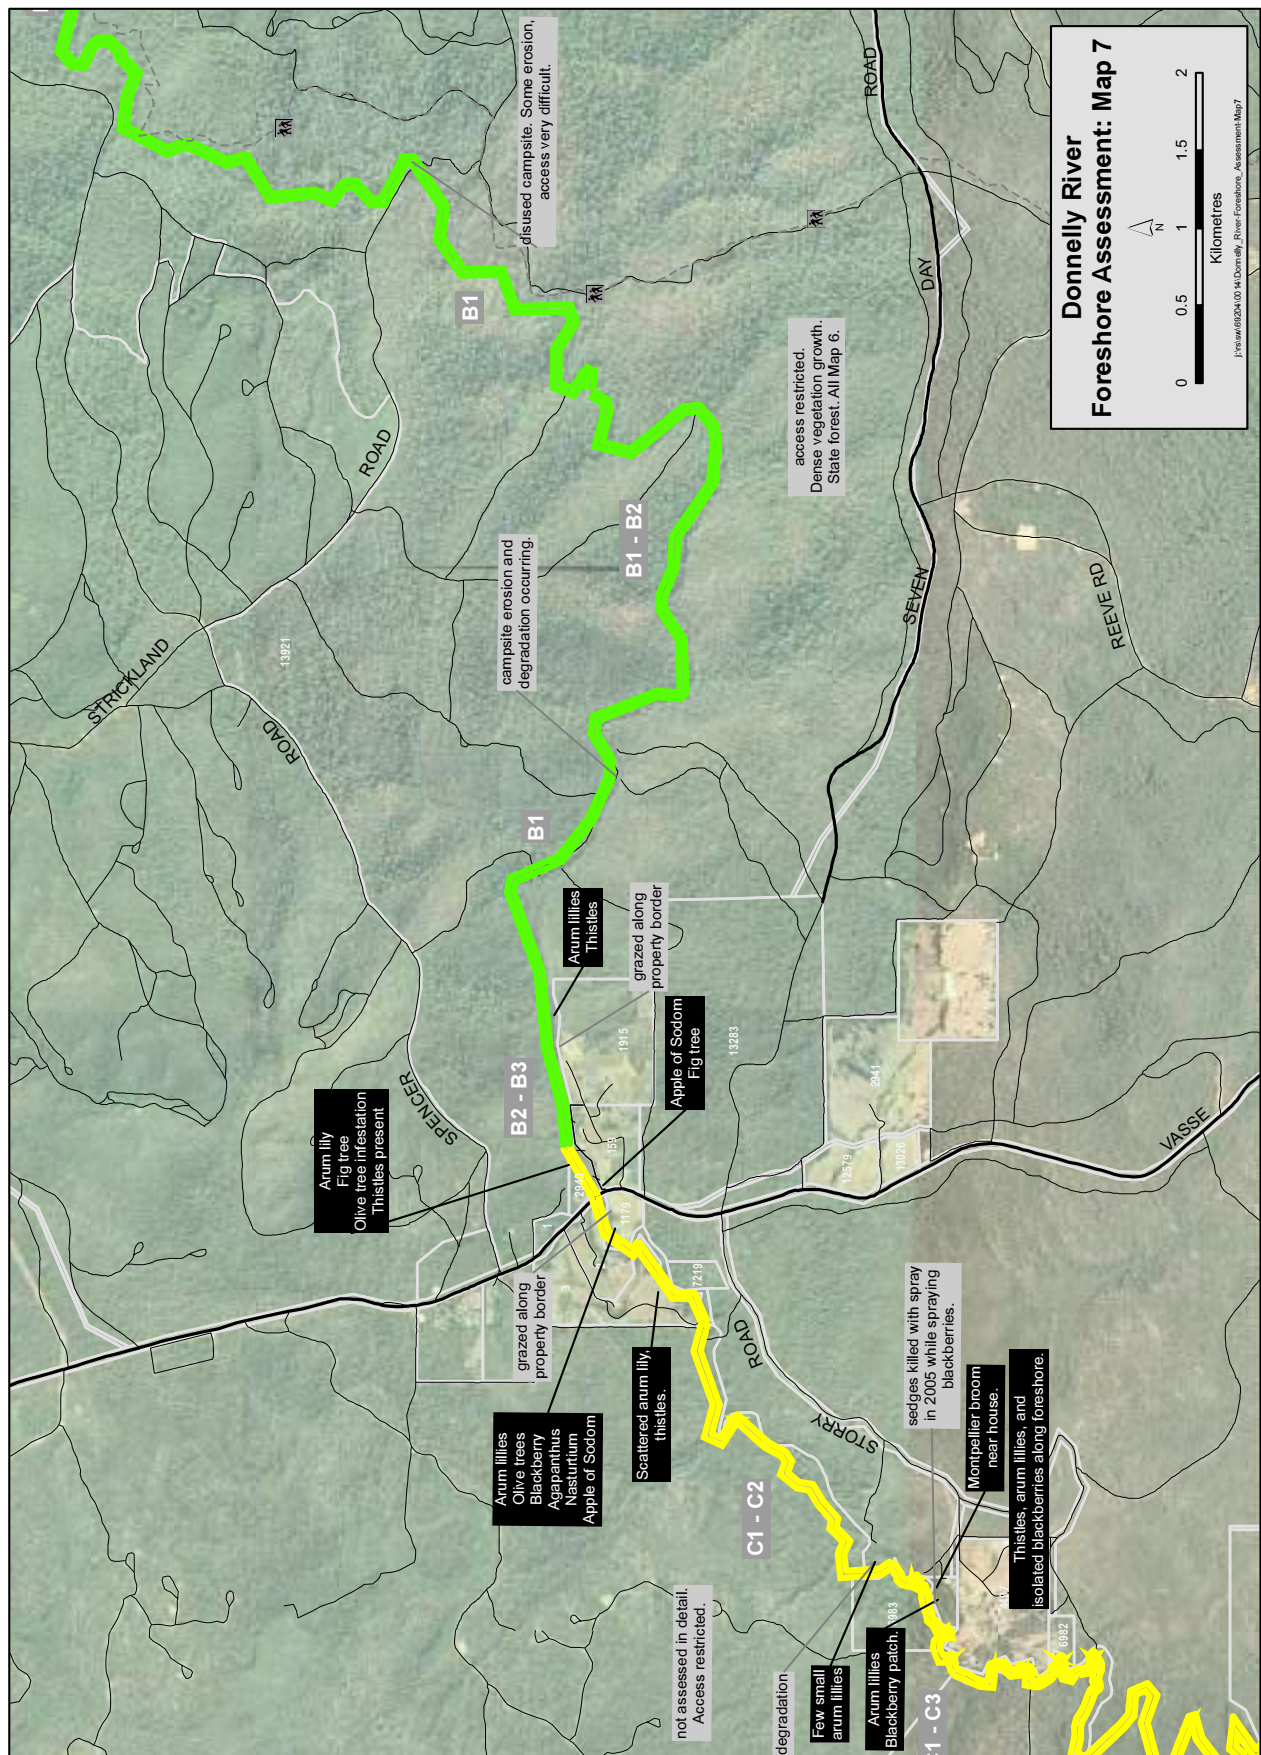 disused campsite. Some erosion,
access very difficult.
ROAD
Donnelly River
Foreshore Assessment: Map 7
N
0 0.5 1 1.5 2
Kilometres
B1
DAY
access restricted.
Dense vegetation growth.
State forest. All Map 6.
ROAD
B1 - B2
campsite erosion and
degradation occurring.
SEVEN
REEVE RD
STRICKLAND
13921
ROAD
B1
Arum lillies
Thistles
grazed along
property border
1915
13283
Apple of Sodom
Fig tree
B2 - B3
SPENCER
Arum lily
Fig tree
Olive tree infestation
Thistles present
159
2941
12579
13026
VASSE
1
3
1179
7219
grazed along
property border
Scattered arum lily,
thistles.
Arum lillies
Olive trees
Blackberry
Agapanthus
Nasturtium
Apple of Sodom
ROAD
STORRY
C1 - C2
sedges killed with spray
in 2005 while spraying
blackberries.
Montpellier broom
near house.
Thistles, arum lillies, and
isolated blackberries along foreshore.
not assessed in detail.
Access restricted.
degradation
Few small
arum lillies
Arum lillies
Blackberry patch.
6982
- C3